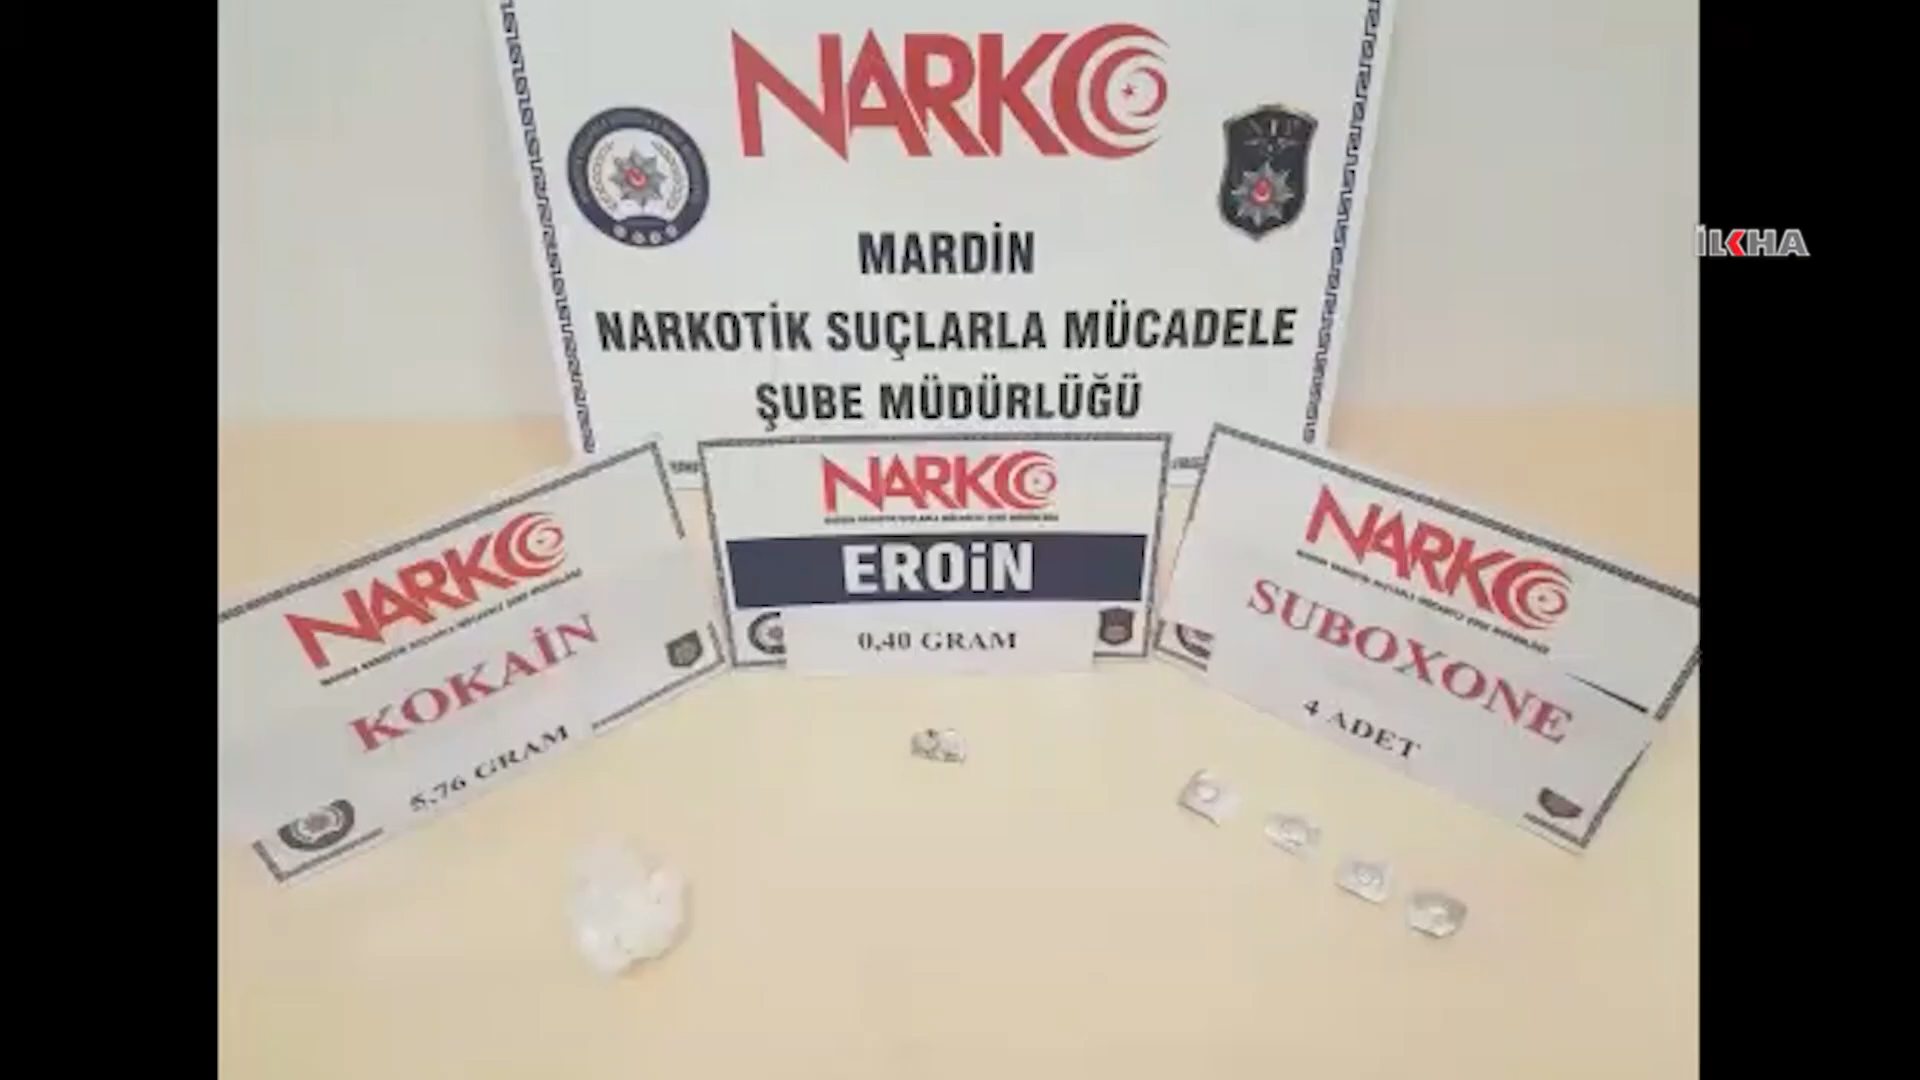 NARKO
MARDİN
NARKOTİK SUÇLARLA MÜCADELE
ŞUBE MÜDÜRLÜĞÜ
İLKHA
NARKO
KOKAİN
5,76 GRAM
NARKO
EROiN
0,40 GRAM
NARKO
SUBOXONE
4 ADET